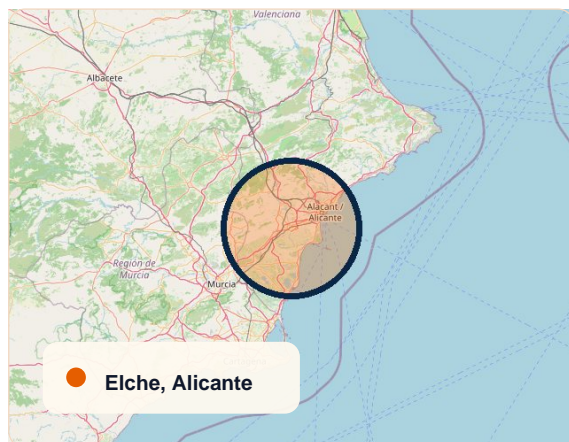 Valenciana
Albacete
Alacant /
Alicante
Región de
Murcia
Murcia
Elche, Alicante